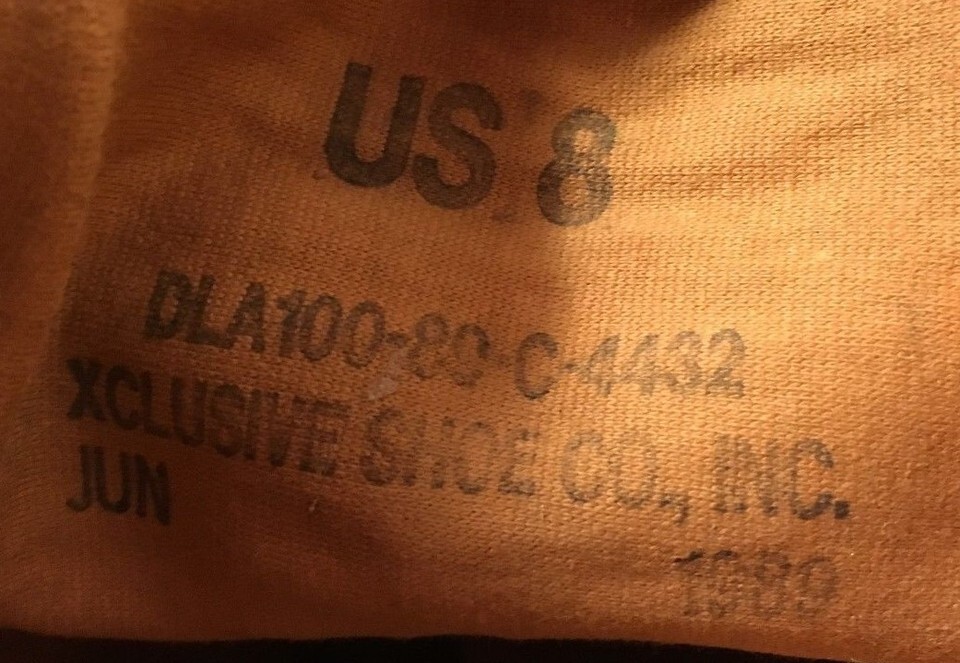 US 8
DLA100-89-C-4432
XCLUSIVE SHOE CO., INC.
JUN
1989